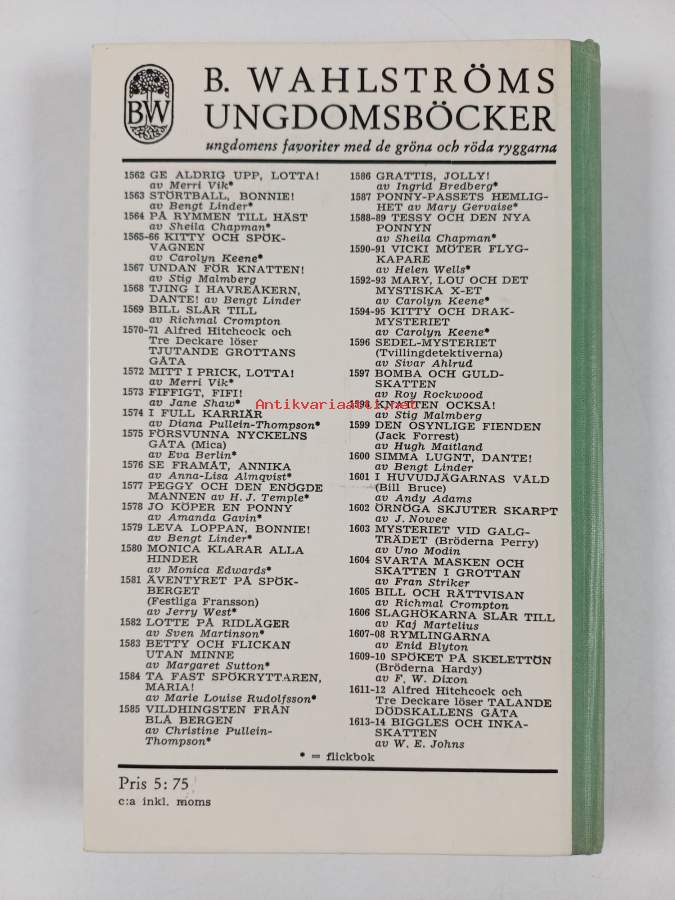 BW
B. WAHLSTRÖMS
UNGDOMSBÖCKER
ungdomens favoriter med de gröna och röda ryggarna
1562 GE ALDRIG UPP, LOTTA!
av Merri Vik*
1563 STÖRTBALL, BONNIE!
av Bengt Linder*
1564 PÅ RYMMEN TILL HÄST
av Sheila Chapman*
1565-66 KITTY OCH SPÖK-
VAGNEN
av Carolyn Keene*
1567 UNDAN FÖR KNATTEN!
av Stig Malmberg
1568 TJING I HAVREÅKERN,
DANTE! av Bengt Linder
1569 BILL SLÅR TILL
av Richmal Crompton
1570-71 Alfred Hitchcock och
Tre Deckare löser
TJUTANDE GROTTANS
GÅTA
1572 MITT I PRICK, LOTTA!
av Merri Vik*
1573 FIFFIGT, FIFI!
av Jane Shaw*
1574 I FULL KARRIÄR
av Diana Pullein-Thompson*
1575 FÖRSVUNNA NYCKELNS
GÅTA (Mica)
av Eva Berlin*
1576 SE FRAMÅT, ANNIKA
av Anna-Lisa Almqvist*
1577 PEGGY OCH DEN ENÖGDE
MANNEN av H. J. Temple*
1578 JO KÖPER EN PONNY
av Amanda Gavin*
1579 LEVA LOPPAN, BONNIE!
av Bengt Linder*
1580 MONICA KLARAR ALLA
HINDER
av Monica Edwards*
1581 ÄVENTYRET PÅ SPÖK-
BERGET
(Festliga Fransson)
av Jerry West*
1582 LOTTE PÅ RIDLÄGER
av Sven Martinson*
1583 BETTY OCH FLICKAN
UTAN MINNE
av Margaret Sutton*
1584 TA FAST SPÖKRYTTAREN,
MARIA!
av Marie Louise Rudolfsson*
1585 VILDHINGSTEN FRÅN
BLÅ BERGEN
av Christine Pullein-
Thompson*
1586 GRATTIS, JOLLY!
av Ingrid Bredberg*
1587 PONNY-PASSETS HEMLIG-
HET av Mary Gervaise*
1588-89 TESSY OCH DEN NYA
PONNYN
av Sheila Chapman*
1590-91 VICKI MÖTER FLYG-
KAPARE
av Helen Wells*
1592-93 MARY, LOU OCH DET
MYSTISKA X-ET
av Carolyn Keene*
1594-95 KITTY OCH DRAK-
MYSTERIET
av Carolyn Keene*
1596 SEDEL-MYSTERIET
(Tvillingdetektiverna)
av Sivar Ahlrud
1597 BOMBA OCH GULD-
SKATTEN
av Roy Rockwood
1598 KNATTEN OCKSÅ!
av Stig Malmberg
1599 DEN OSYNLIGE FIENDEN
(Jack Forrest)
av Hugh Maitland
1600 SIMMA LUGNT, DANTE!
av Bengt Linder
1601 I HUVUDJÄGARNAS VÅLD
(Bill Bruce)
av Andy Adams
1602 ÖRNÖGA SKJUTER SKARPT
av J. Nowee
1603 MYSTERIET VID GALG-
TRÄDET (Bröderna Perry)
av Uno Modin
1604 SVARTA MASKEN OCH
SKATTEN I GROTTAN
av Fran Striker
1605 BILL OCH RÄTTVISAN
av Richmal Crompton
1606 SLAGHÖKARNA SLÅR TILL
av Kaj Martelius
1607-08 RYMLINGARNA
av Enid Blyton
1609-10 SPÖKET PÅ SKELETTÖN
(Bröderna Hardy)
av F. W. Dixon
1611-12 Alfred Hitchcock och
Tre Deckare löser TALANDE
DÖDSKALLENS GÅTA
1613-14 BIGGLES OCH INKA-
SKATTEN
av W. E. Johns
* = flickbok
Pris 5: 75
c:a inkl. moms
Antikvariaatti.net